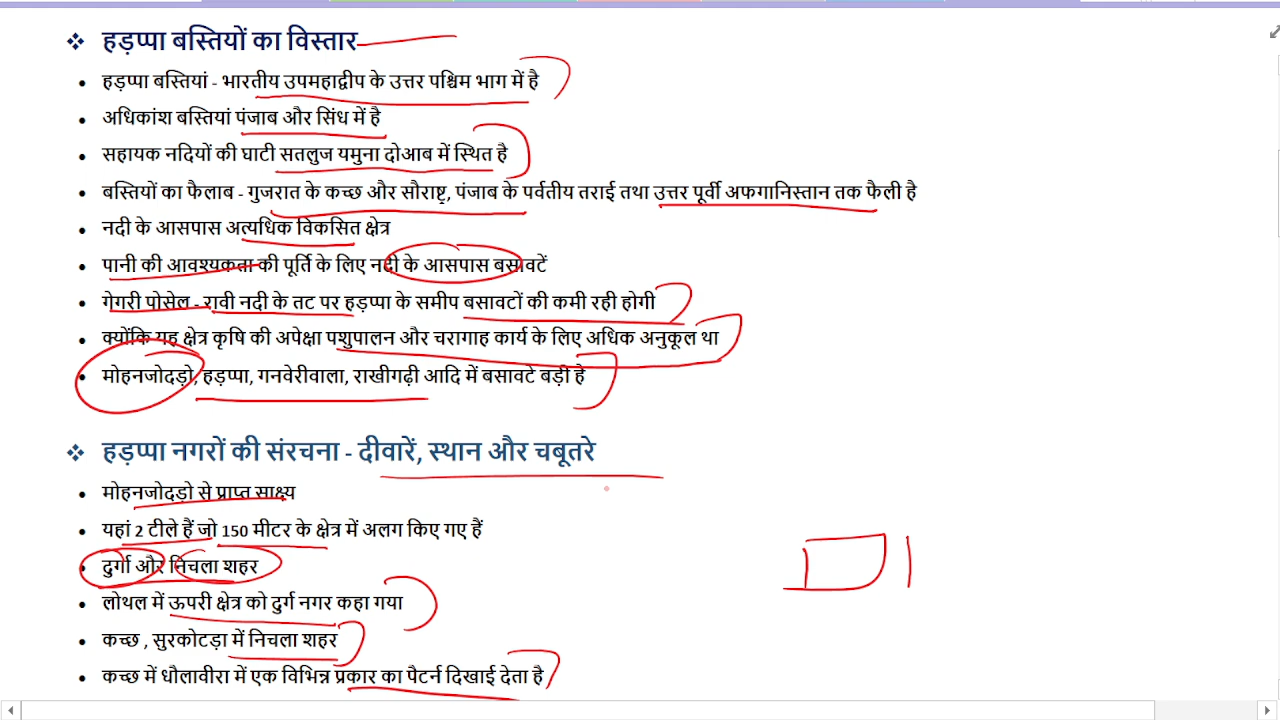 ❖ हड़प्पा बस्तियों का विस्तार
• हड़प्पा बस्तियां - भारतीय उपमहाद्वीप के उत्तर पश्चिम भाग में है
• अधिकांश बस्तियां पंजाब और सिंध में है
• सहायक नदियों की घाटी सतलुज यमुना दोआब में स्थित है
• बस्तियों का फैलाब - गुजरात के कच्छ और सौराष्ट्र, पंजाब के पर्वतीय तराई तथा उत्तर पूर्वी अफगानिस्तान तक फैली है
• नदी के आसपास अत्यधिक विकसित क्षेत्र
• पानी की आवश्यकता की पूर्ति के लिए नदी के आसपास बसावटें
• गेगरी पोसेल - रावी नदी के तट पर हड़प्पा के समीप बसावटों की कमी रही होगी
• क्योंकि यह क्षेत्र कृषि की अपेक्षा पशुपालन और चरागाह कार्य के लिए अधिक अनुकूल था
• मोहनजोदड़ो, हड़प्पा, गनवेरीवाला, राखीगढ़ी आदि में बसावटे बड़ी है
❖ हड़प्पा नगरों की संरचना - दीवारें, स्थान और चबूतरे
• मोहनजोदड़ो से प्राप्त साक्ष्य
• यहां 2 टीले हैं जो 150 मीटर के क्षेत्र में अलग किए गए हैं
• दुर्गा और निचला शहर
• लोथल में ऊपरी क्षेत्र को दुर्ग नगर कहा गया
• कच्छ , सुरकोटड़ा में निचला शहर
• कच्छ में धौलावीरा में एक विभिन्न प्रकार का पैटर्न दिखाई देता है